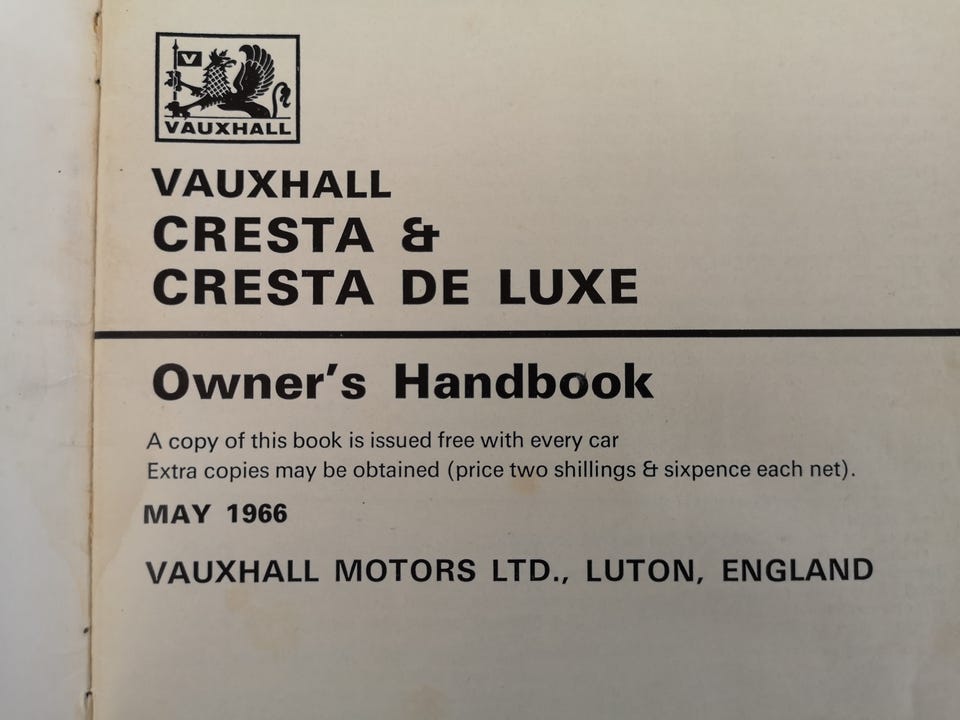 V
VAUXHALL
VAUXHALL
CRESTA &
CRESTA DE LUXE
Owner's Handbook
A copy of this book is issued free with every car
Extra copies may be obtained (price two shillings & sixpence each net).
MAY 1966
VAUXHALL MOTORS LTD., LUTON, ENGLAND